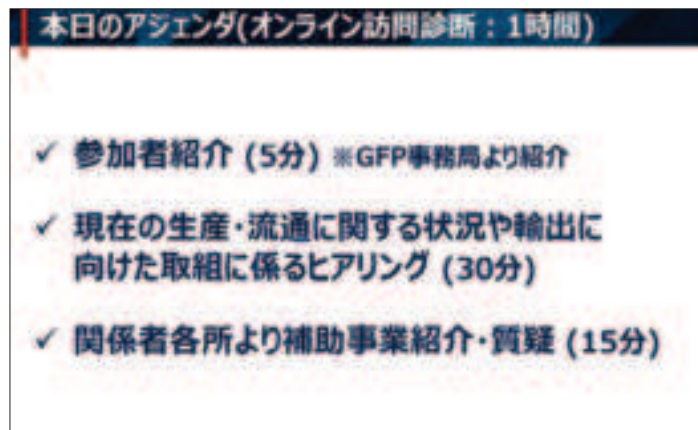 本日のアジェンダ(オンライン訪問診断：1時間)
✓ 参加者紹介 (5分) ※GFP事務局より紹介
✓ 現在の生産・流通に関する状況や輸出に
向けた取組に係るヒアリング (30分)
✓ 関係者各所より補助事業紹介・質疑 (15分)